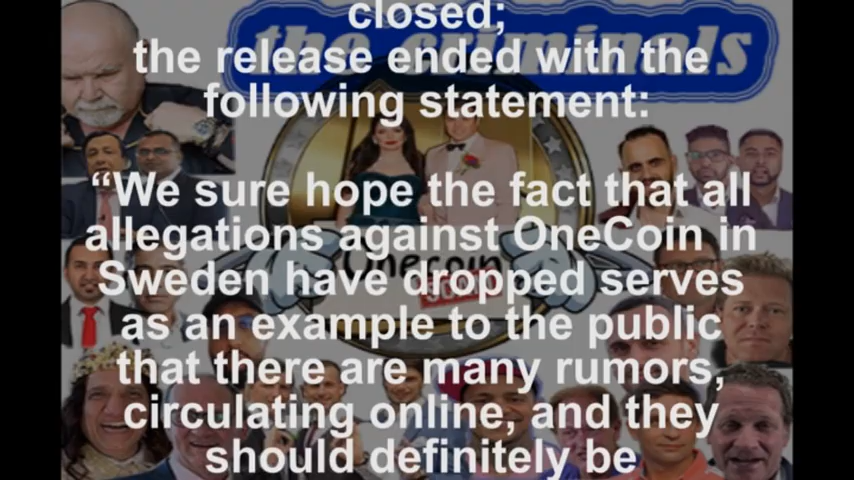 closed;
the criminals
the release ended with the
following statement:
“We sure hope the fact that all
allegations against OneCoin in
Onecoin
Sweden have dropped serves
as an example to the public
that there are many rumors,
circulating online, and they
should definitely be